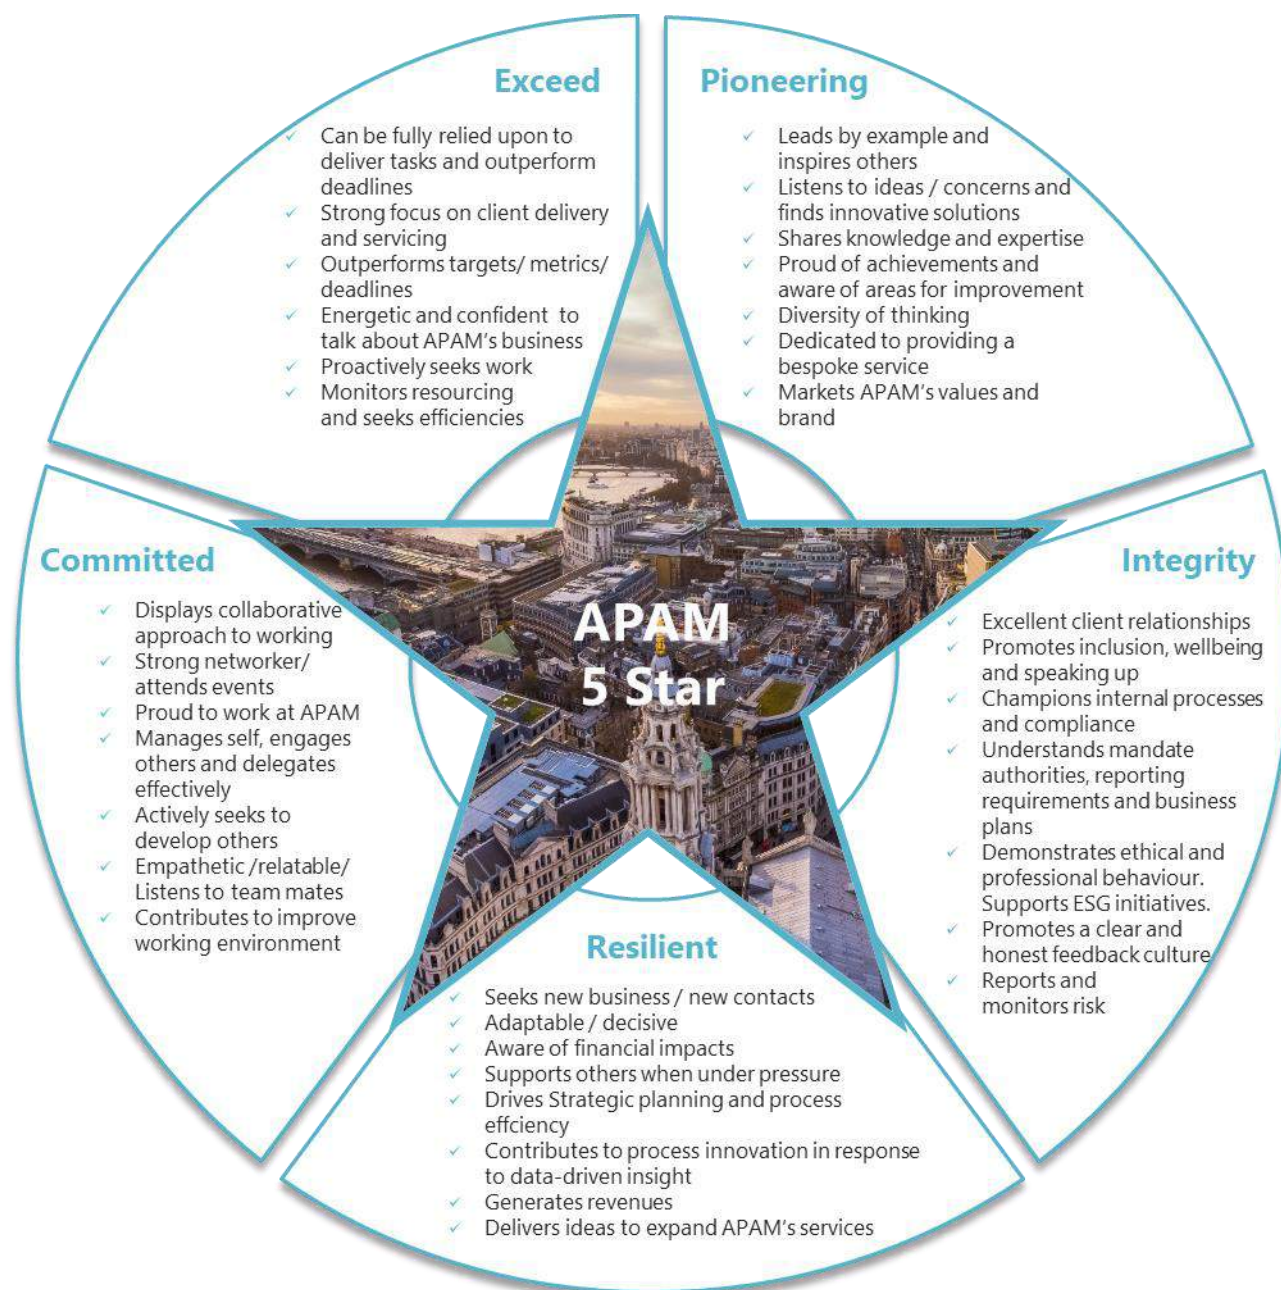 Exceed
Can be fully relied upon to
deliver tasks and outperform
deadlines
Strong focus on client delivery
and servicing
Outperforms targets/ metrics/
deadlines
Energetic and confident to
talk about APAM's business
Proactively seeks work
Monitors resourcing
and seeks efficiencies
Pioneering
Leads by example and
inspires others
Listens to ideas / concerns and
finds innovative solutions
Shares knowledge and expertise
Proud of achievements and
aware of areas for improvement
Diversity of thinking
Dedicated to providing a
bespoke service
Markets APAM's values and
brand
Committed
Displays collaborative
approach to working
Strong networker/
attends events
Proud to work at APAM
Manages self, engages
others and delegates
effectively
Actively seeks to
develop others
Empathetic /relatable/
Listens to team mates
Contributes to improve
working environment
APAM
5 Star
Integrity
Excellent client relationships
Promotes inclusion, wellbeing
and speaking up
Champions internal processes
and compliance
Understands mandate
authorities, reporting
requirements and business
plans
Demonstrates ethical and
professional behaviour.
Supports ESG initiatives.
Promotes a clear and
honest feedback culture
Reports and
monitors risk
Resilient
Seeks new business / new contacts
Adaptable / decisive
Aware of financial impacts
Supports others when under pressure
Drives Strategic planning and process
effciency
Contributes to process innovation in response
to data-driven insight
Generates revenues
Delivers ideas to expand APAM's services